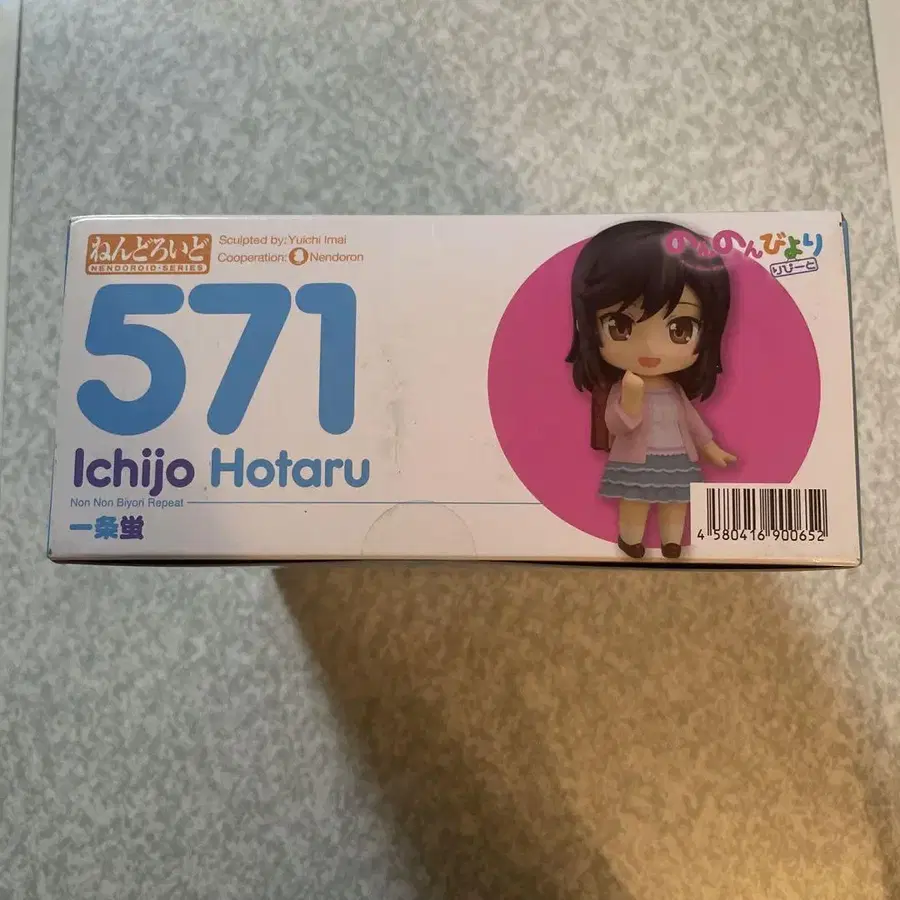 ねんどろいど
NENDOROID·SERIES
Sculpted by: Yuichi Imai
Cooperation: Nendoron
571
Ichijo Hotaru
Non Non Biyori Repeat
一条蛍
のんのんびより
りぴーと
4 580416 900652